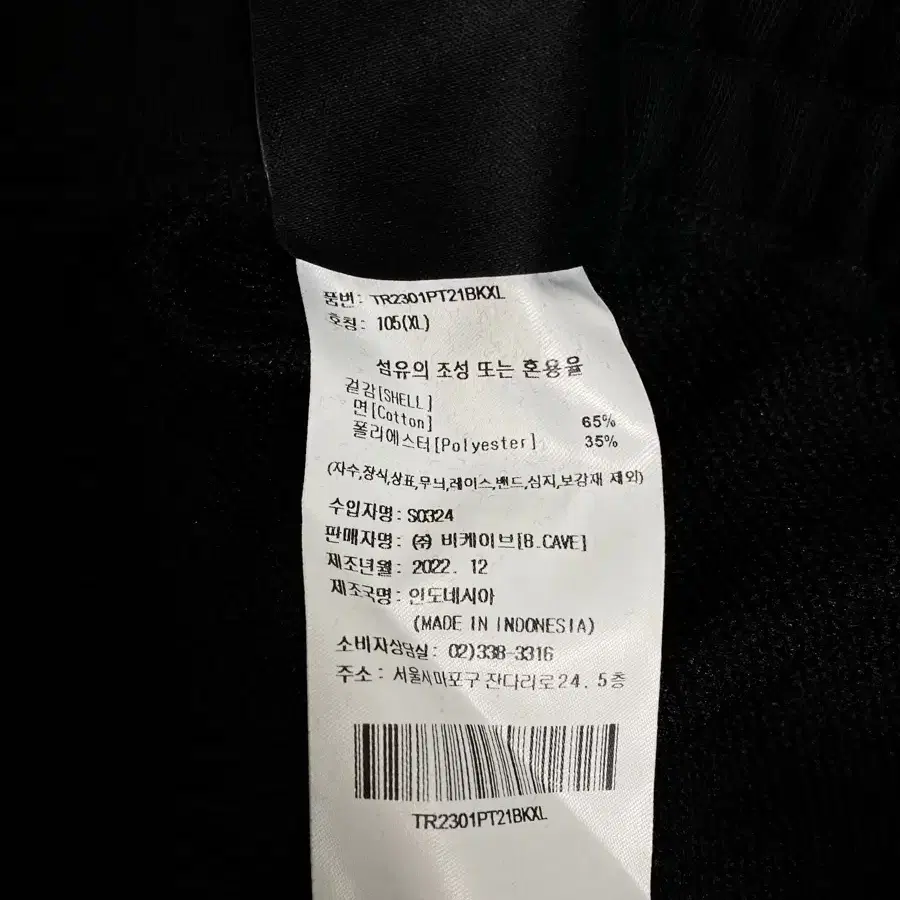 품번: TR2301PT21BKXL
호칭: 105(XL)
섬유의 조성 또는 혼용율
겉감[SHELL]
면[Cotton] 65%
폴리에스터[Polyester] 35%
(자수,장식,상표,무늬,레이스,밴드,심지,보강재 제외)
수입자명: S0324
판매자명: ㈜ 비케이브[B.CAVE]
제조년월: 2022. 12
제조국명: 인도네시아
(MADE IN INDONESIA)
소비자상담실: 02)338-3316
주소: 서울시마포구 잔다리로24. 5층
TR2301PT21BKXL